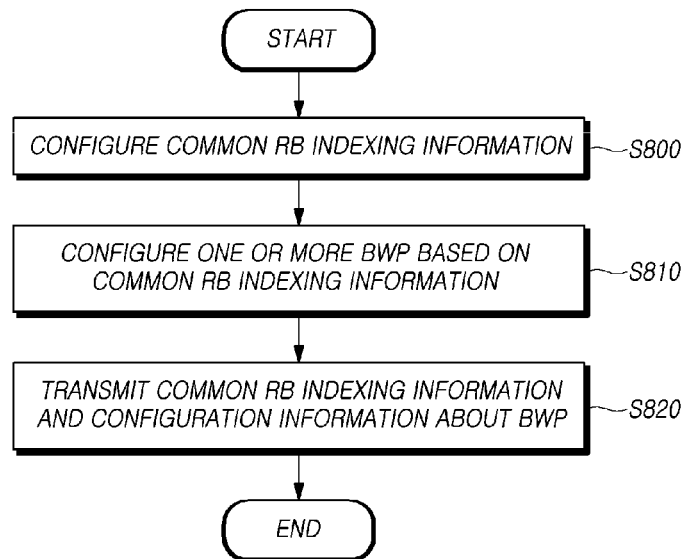 START
CONFIGURE COMMON RB INDEXING INFORMATION
S800
CONFIGURE ONE OR MORE BWP BASED ON
COMMON RB INDEXING INFORMATION
S810
TRANSMIT COMMON RB INDEXING INFORMATION
AND CONFIGURATION INFORMATION ABOUT BWP
S820
END